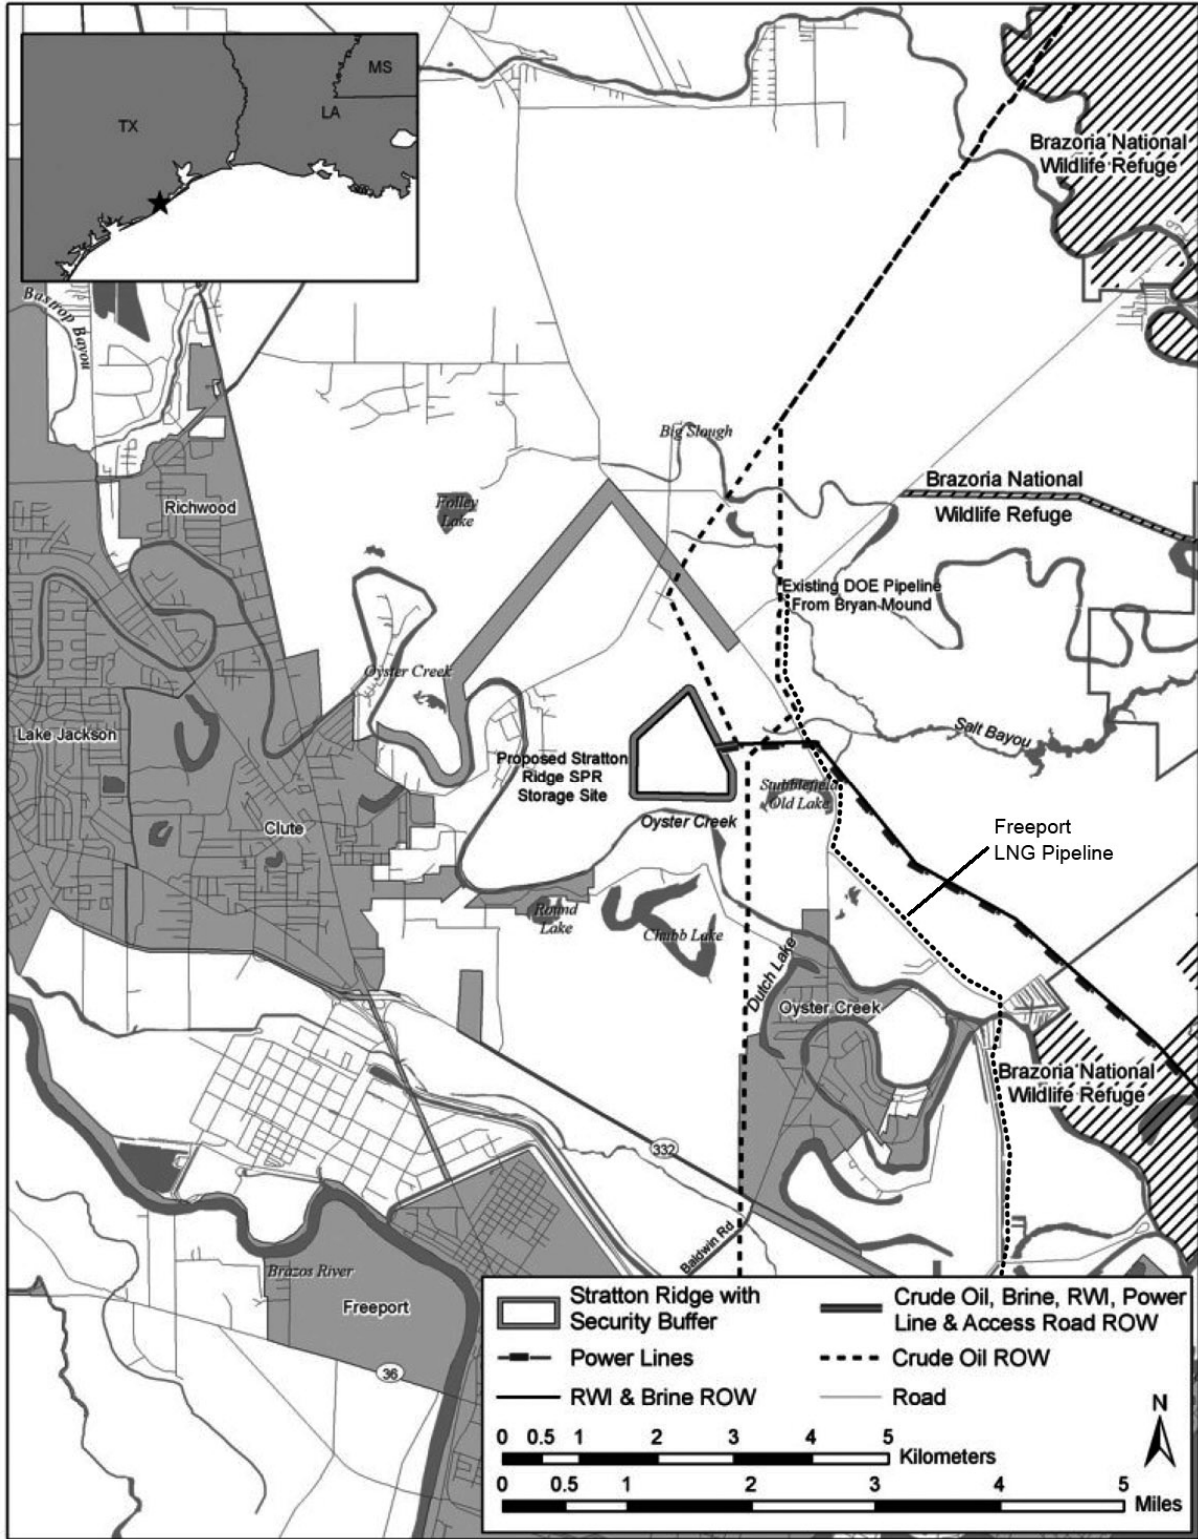 MS
TX
LA
Brazoria National
Wildlife Refuge
Bastrop
Bayou
Big Slough
Richwood
Folley
Lake
Brazoria National
Wildlife Refuge
Existing DOE Pipeline
From Bryan Mound
Oyster Creek
Lake Jackson
Salt Bayou
Proposed Stratton
Ridge SPR
Storage Site
Stubblefield
Old Lake
Clute
Oyster Creek
Freeport
LNG Pipeline
Round
Lake
Chubb Lake
Dutch Lake
Oyster Creek
Brazoria National
Wildlife Refuge
332
Baldwin Rd
Brazos River
Freeport
36
Stratton Ridge with
Security Buffer
Power Lines
RWI & Brine ROW
Crude Oil, Brine, RWI, Power
Line & Access Road ROW
Crude Oil ROW
Road
N
0 0.5 1 2 3 4 5
Kilometers
0 0.5 1 2 3 4 5
Miles